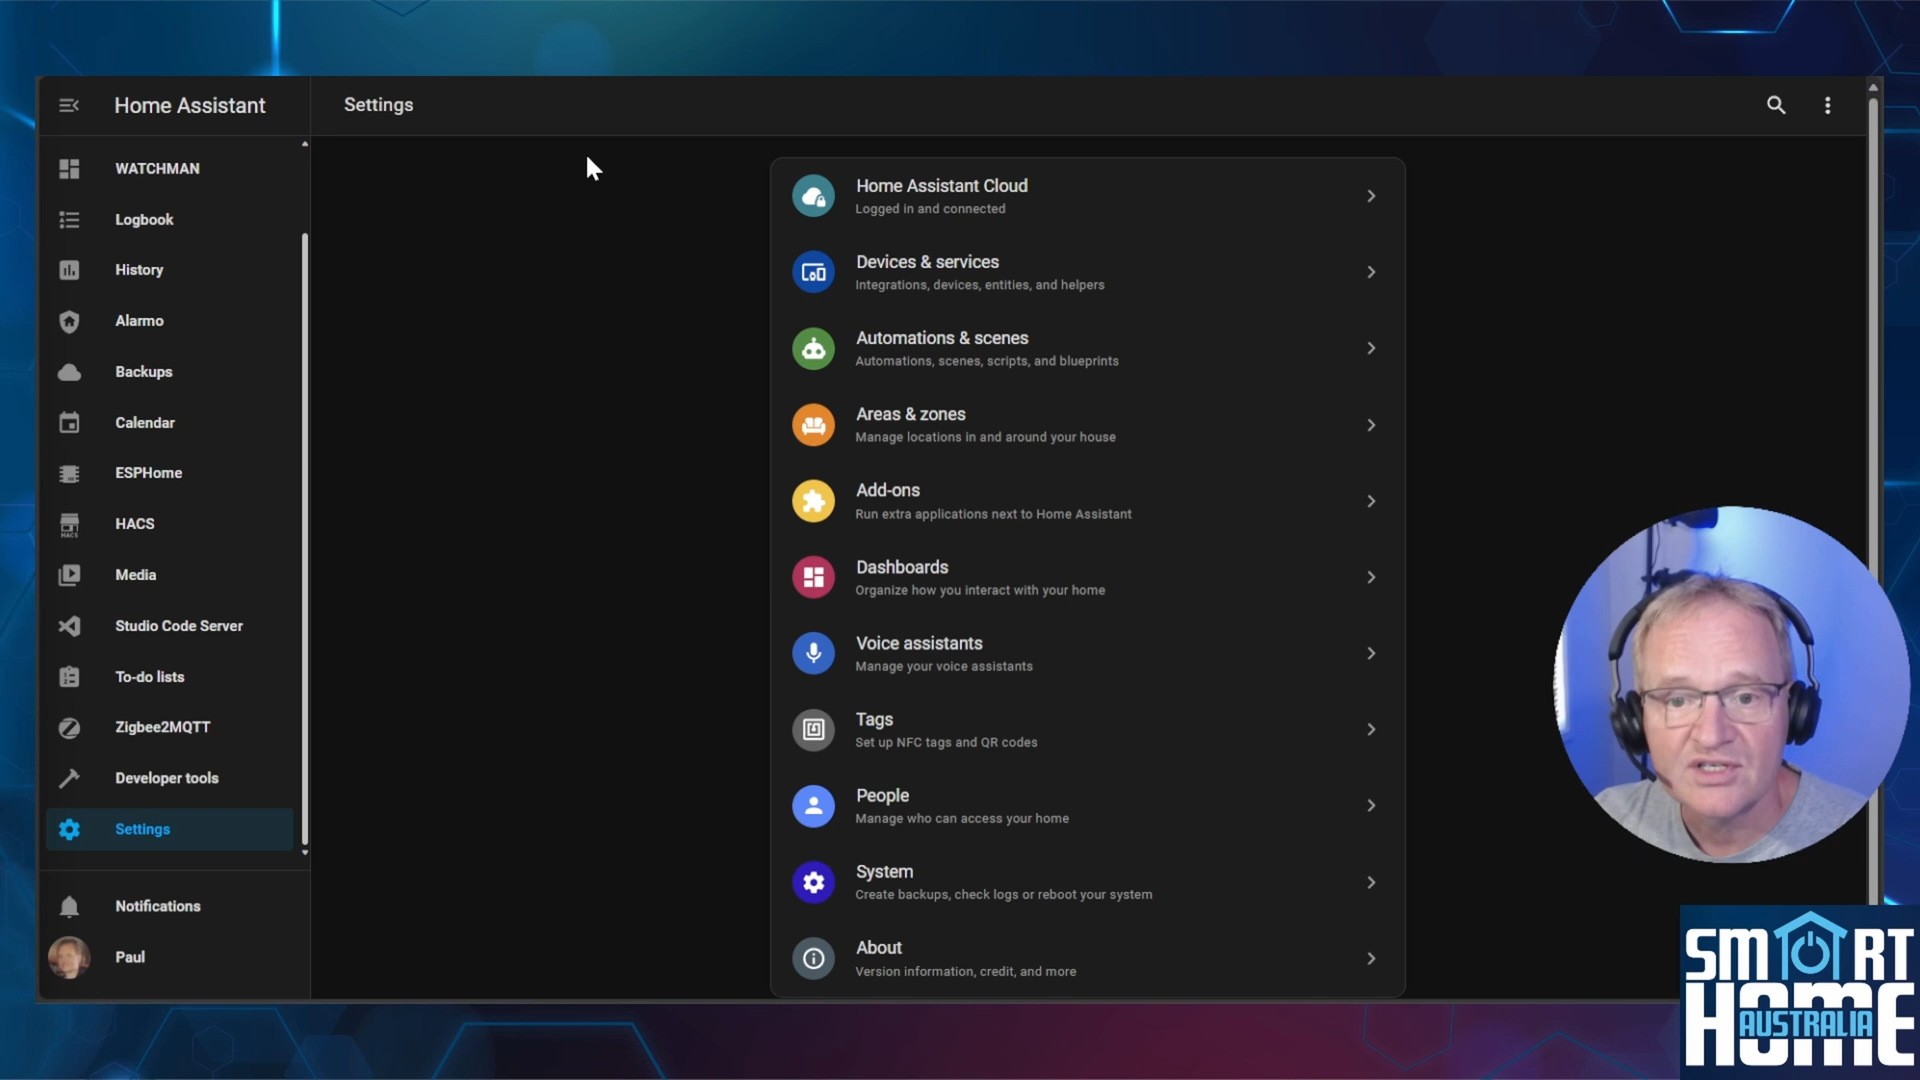 Home Assistant
Settings
WATCHMAN
Logbook
History
Alarmo
Backups
Calendar
ESPHome
HACS
HACS
Media
Studio Code Server
To-do lists
Zigbee2MQTT
Developer tools
Settings
Notifications
Paul
Home Assistant Cloud
Logged in and connected
Devices & services
Integrations, devices, entities, and helpers
Automations & scenes
Automations, scenes, scripts, and blueprints
Areas & zones
Manage locations in and around your house
Add-ons
Run extra applications next to Home Assistant
Dashboards
Organize how you interact with your home
Voice assistants
Manage your voice assistants
Tags
Set up NFC tags and QR codes
People
Manage who can access your home
System
Create backups, check logs or reboot your system
About
Version information, credit, and more
SMART
HOME
AUSTRALIA